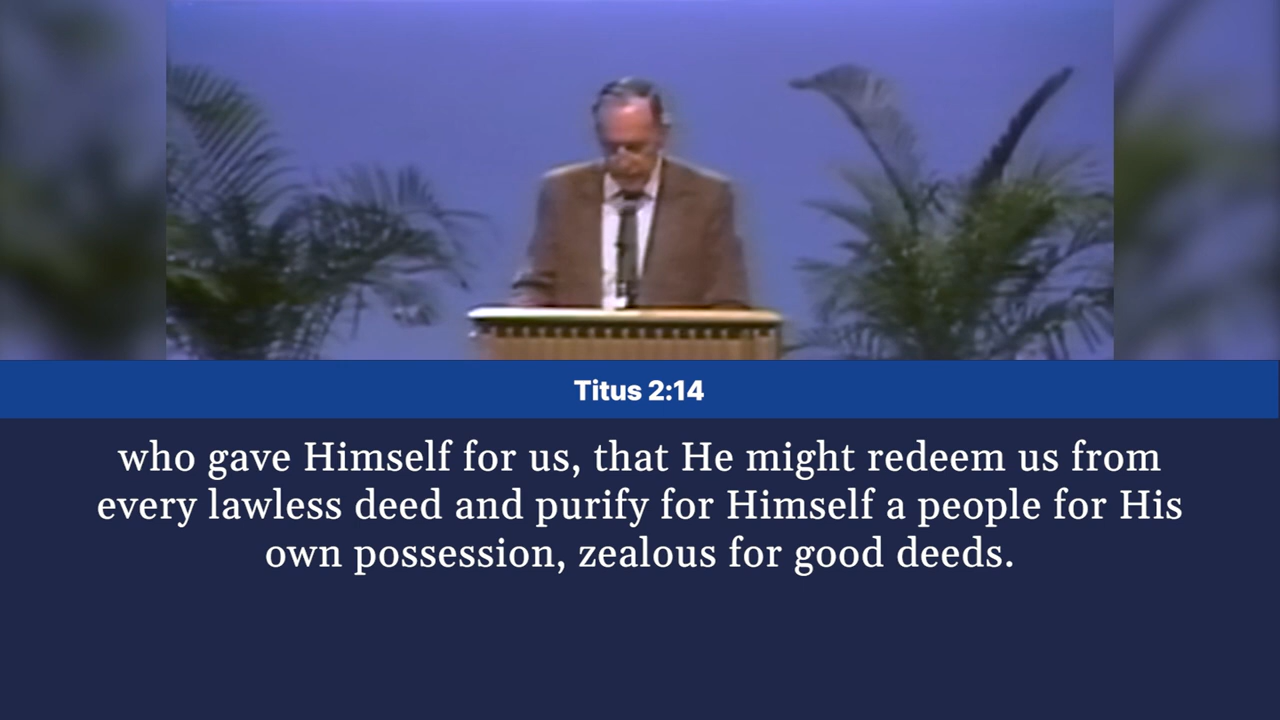 Titus 2:14
who gave Himself for us, that He might redeem us from
every lawless deed and purify for Himself a people for His
own possession, zealous for good deeds.